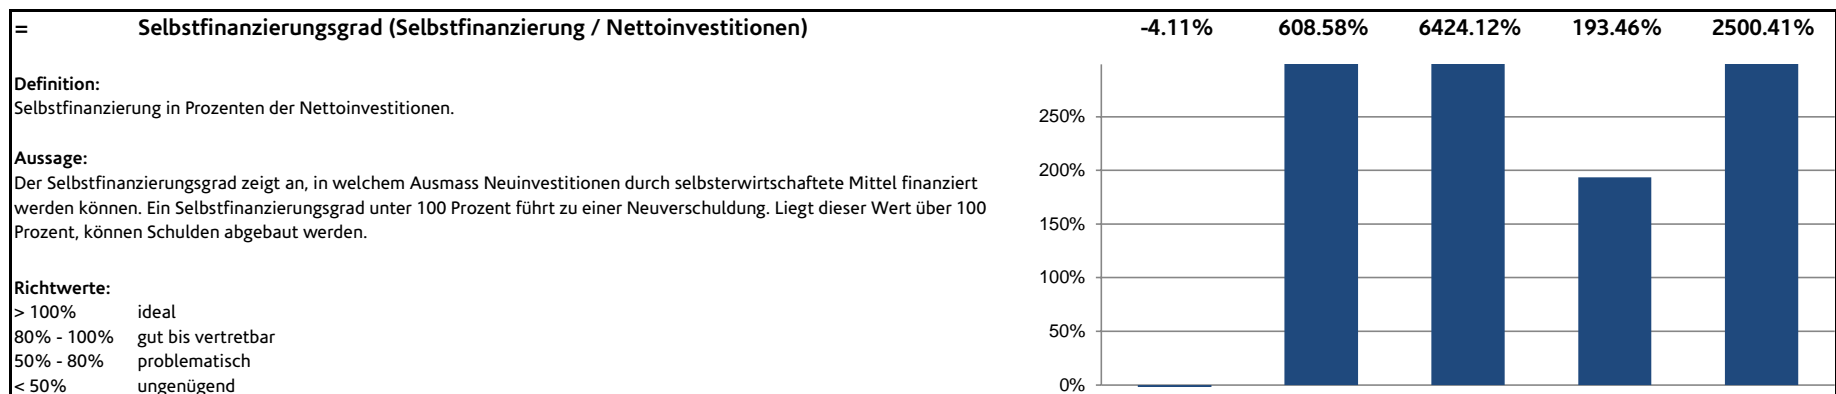 = Selbstfinanzierungsgrad (Selbstfinanzierung / Nettoinvestitionen) -4.11% 608.58% 6424.12% 193.46% 2500.41%
Definition:
Selbstfinanzierung in Prozenten der Nettoinvestitionen.
Aussage:
Der Selbstfinanzierungsgrad zeigt an, in welchem Ausmass Neuinvestitionen durch selbsterwirtschaftete Mittel finanziert
werden können. Ein Selbstfinanzierungsgrad unter 100 Prozent führt zu einer Neuverschuldung. Liegt dieser Wert über 100
Prozent, können Schulden abgebaut werden.
Richtwerte:
> 100% ideal
80% - 100% gut bis vertretbar
50% - 80% problematisch
< 50% ungenügend
250%
200%
150%
100%
50%
0%